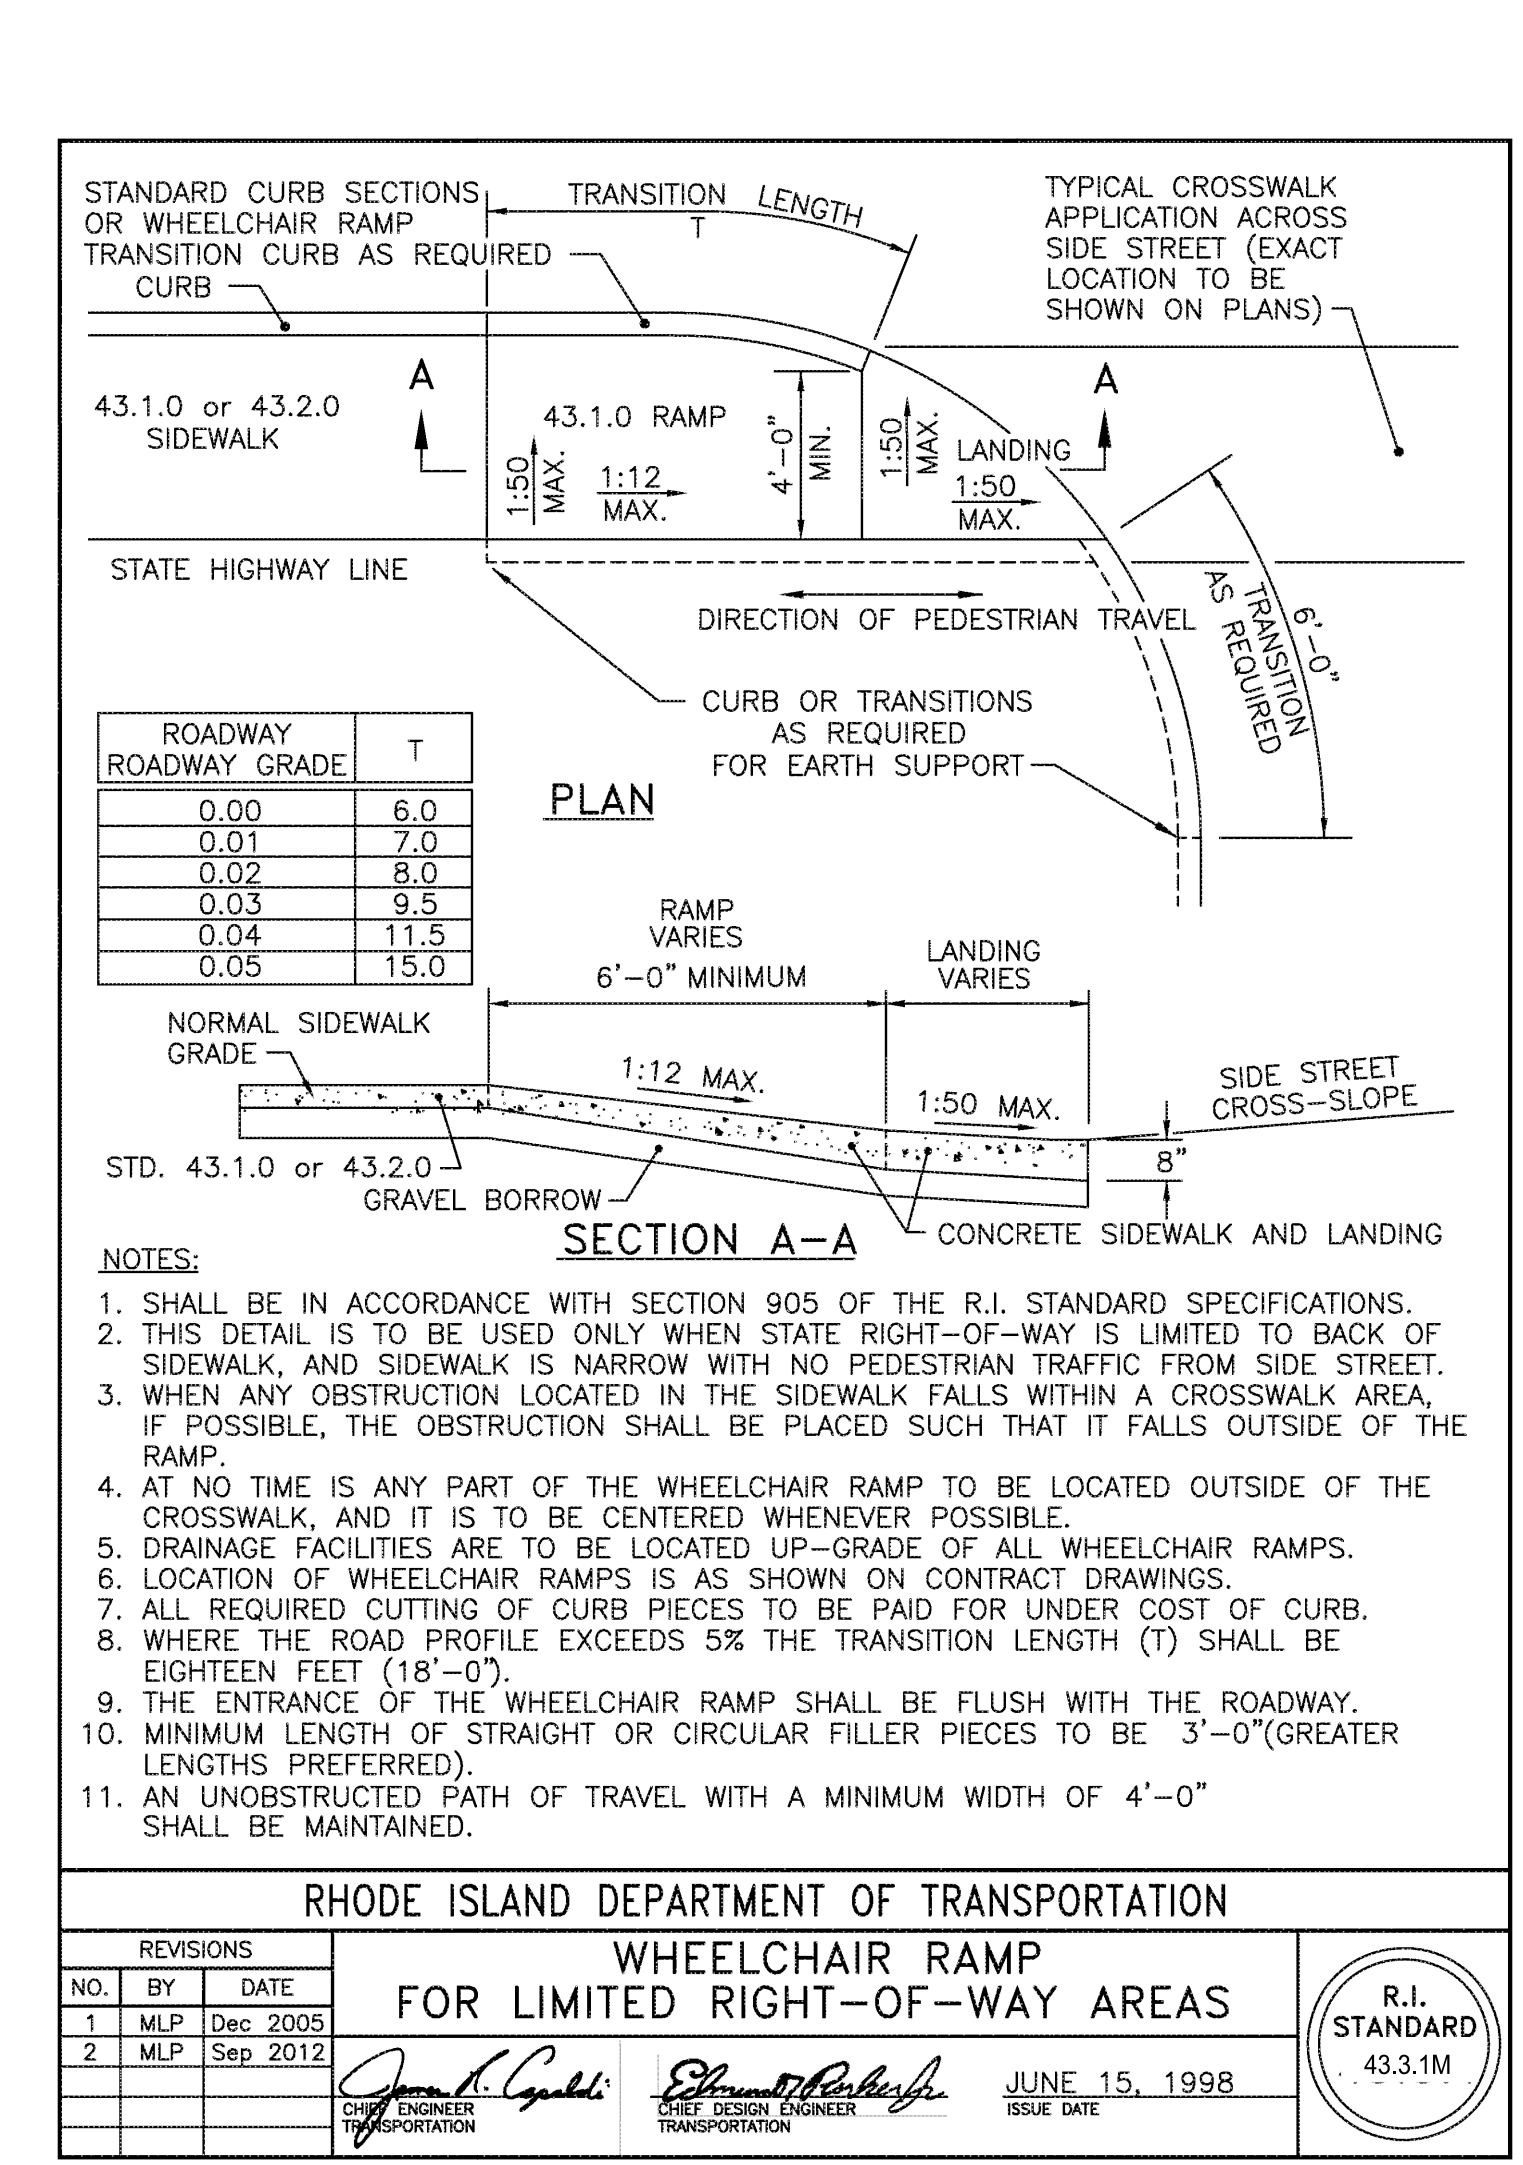 STANDARD CURB SECTIONS
OR WHEELCHAIR RAMP
TRANSITION CURB AS REQUIRED
CURB
TRANSITION LENGTH
T
TYPICAL CROSSWALK
APPLICATION ACROSS
SIDE STREET (EXACT
LOCATION TO BE
SHOWN ON PLANS)
A
A
43.1.0 or 43.2.0
SIDEWALK
43.1.0 RAMP
1:50
MAX.
1:12
MAX.
4'-0"
MIN.
1:50
MAX.
LANDING
1:50
MAX.
STATE HIGHWAY LINE
DIRECTION OF PEDESTRIAN TRAVEL
6'-0"
TRANSITION
AS REQUIRED
CURB OR TRANSITIONS
AS REQUIRED
FOR EARTH SUPPORT
PLAN
ROADWAY
ROADWAY GRADE T
0.00 6.0
0.01 7.0
0.02 8.0
0.03 9.5
0.04 11.5
0.05 15.0
RAMP
VARIES
6'-0" MINIMUM
LANDING
VARIES
NORMAL SIDEWALK
GRADE
1:12 MAX.
1:50 MAX.
SIDE STREET
CROSS-SLOPE
8"
STD. 43.1.0 or 43.2.0
GRAVEL BORROW
CONCRETE SIDEWALK AND LANDING
SECTION A-A
NOTES:
1. SHALL BE IN ACCORDANCE WITH SECTION 905 OF THE R.I. STANDARD SPECIFICATIONS.
2. THIS DETAIL IS TO BE USED ONLY WHEN STATE RIGHT-OF-WAY IS LIMITED TO BACK OF
SIDEWALK, AND SIDEWALK IS NARROW WITH NO PEDESTRIAN TRAFFIC FROM SIDE STREET.
3. WHEN ANY OBSTRUCTION LOCATED IN THE SIDEWALK FALLS WITHIN A CROSSWALK AREA,
IF POSSIBLE, THE OBSTRUCTION SHALL BE PLACED SUCH THAT IT FALLS OUTSIDE OF THE
RAMP.
4. AT NO TIME IS ANY PART OF THE WHEELCHAIR RAMP TO BE LOCATED OUTSIDE OF THE
CROSSWALK, AND IT IS TO BE CENTERED WHENEVER POSSIBLE.
5. DRAINAGE FACILITIES ARE TO BE LOCATED UP-GRADE OF ALL WHEELCHAIR RAMPS.
6. LOCATION OF WHEELCHAIR RAMPS IS AS SHOWN ON CONTRACT DRAWINGS.
7. ALL REQUIRED CUTTING OF CURB PIECES TO BE PAID FOR UNDER COST OF CURB.
8. WHERE THE ROAD PROFILE EXCEEDS 5% THE TRANSITION LENGTH (T) SHALL BE
EIGHTEEN FEET (18'-0").
9. THE ENTRANCE OF THE WHEELCHAIR RAMP SHALL BE FLUSH WITH THE ROADWAY.
10. MINIMUM LENGTH OF STRAIGHT OR CIRCULAR FILLER PIECES TO BE 3'-0"(GREATER
LENGTHS PREFERRED).
11. AN UNOBSTRUCTED PATH OF TRAVEL WITH A MINIMUM WIDTH OF 4'-0"
SHALL BE MAINTAINED.
RHODE ISLAND DEPARTMENT OF TRANSPORTATION
REVISIONS
NO. BY DATE
1 MLP Dec 2005
2 MLP Sep 2012
WHEELCHAIR RAMP
FOR LIMITED RIGHT-OF-WAY AREAS
James R. Capaldi
CHIEF ENGINEER
TRANSPORTATION
Edmund T Parker Jr.
CHIEF DESIGN ENGINEER
TRANSPORTATION
JUNE 15, 1998
ISSUE DATE
R.I.
STANDARD
43.3.1M